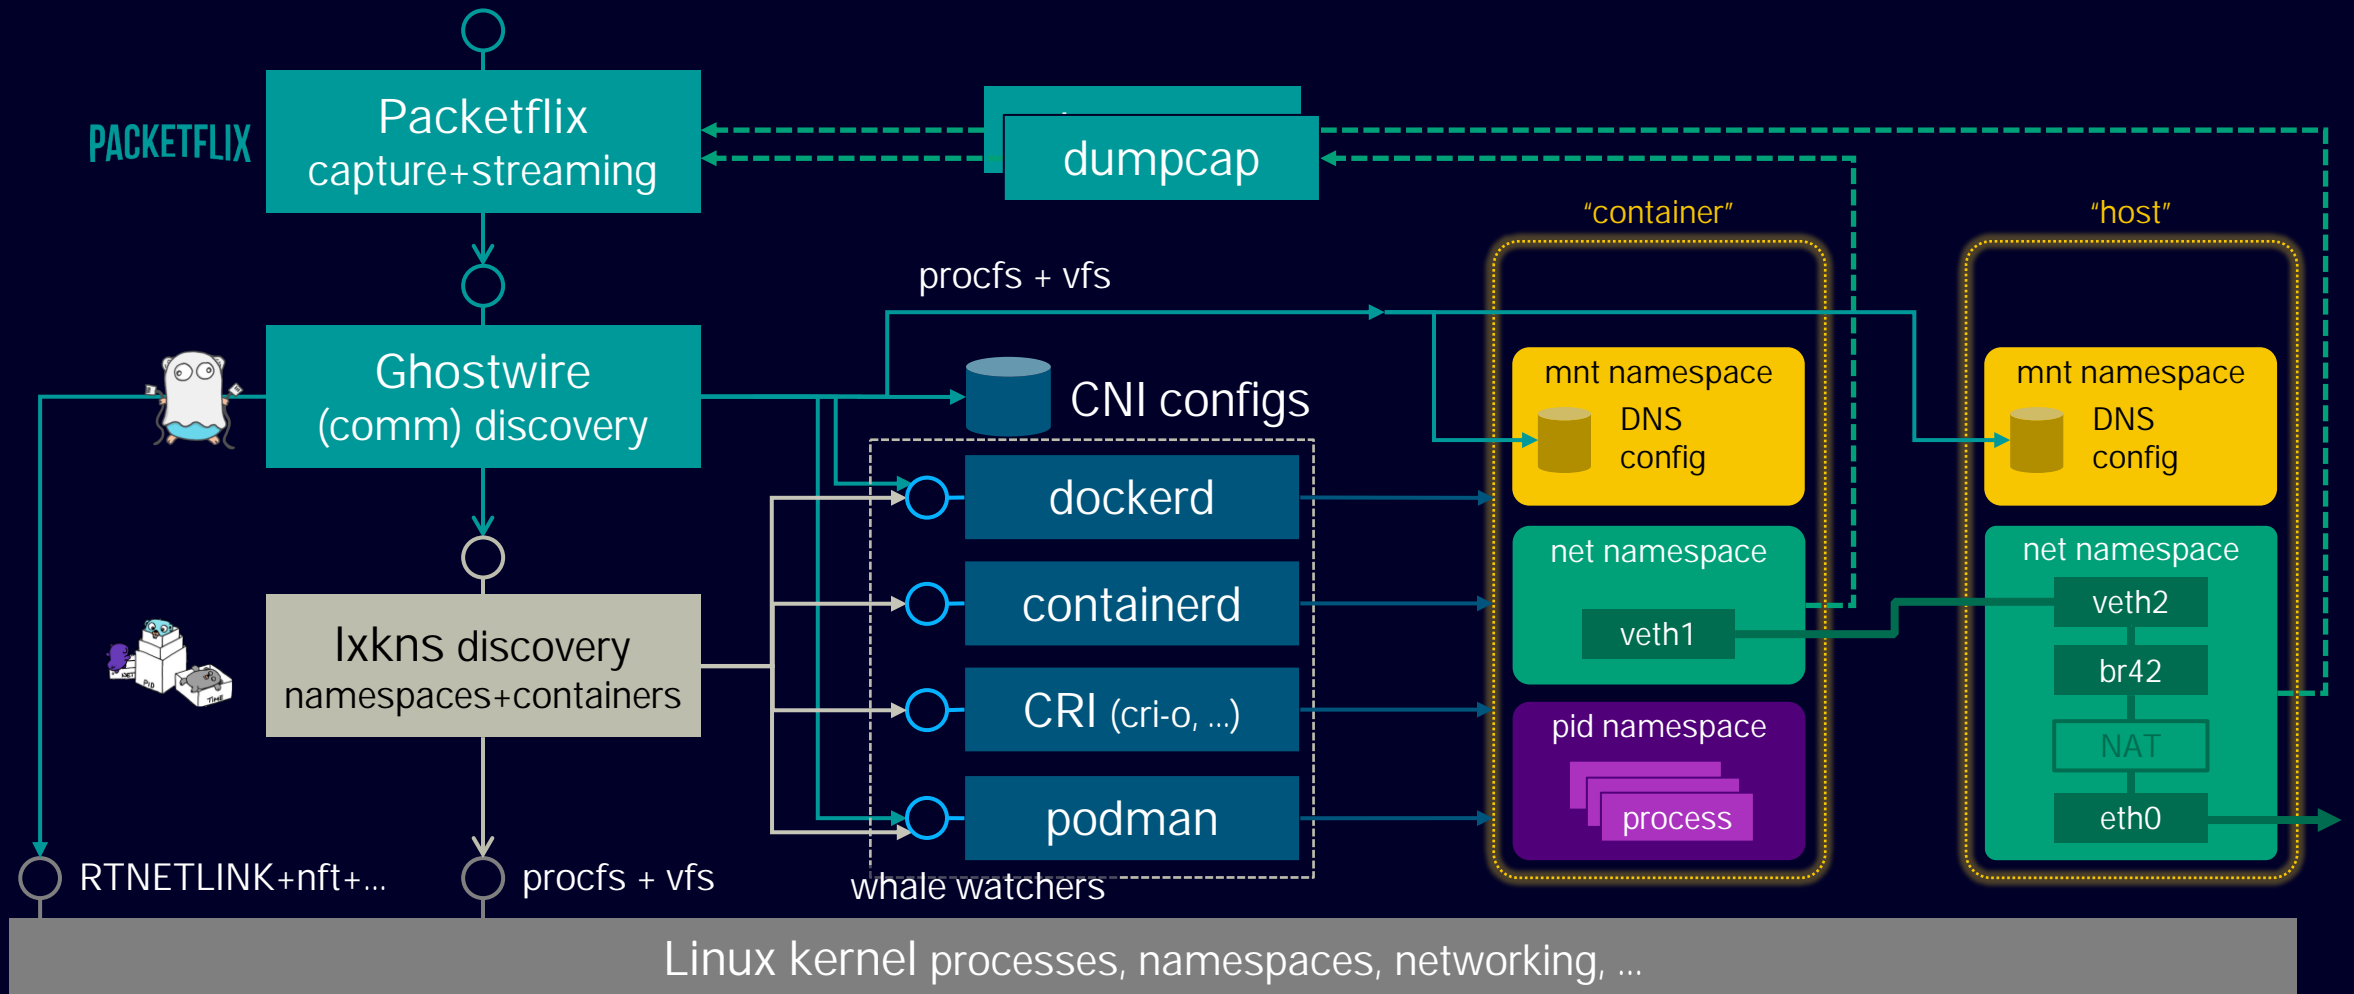 PACKETFLIX
Packetflix
capture+streaming
dumpcap
"container"
"host"
procfs + vfs
Ghostwire
(comm) discovery
CNI configs
mnt namespace
DNS
config
mnt namespace
DNS
config
dockerd
containerd
CRI (cri-o, ...)
podman
whale watchers
net namespace
veth1
net namespace
veth2
br42
NAT
eth0
pid namespace
process
lxkns discovery
namespaces+containers
PID
TIME
RTNETLINK+nft+...
procfs + vfs
Linux kernel processes, namespaces, networking, ...